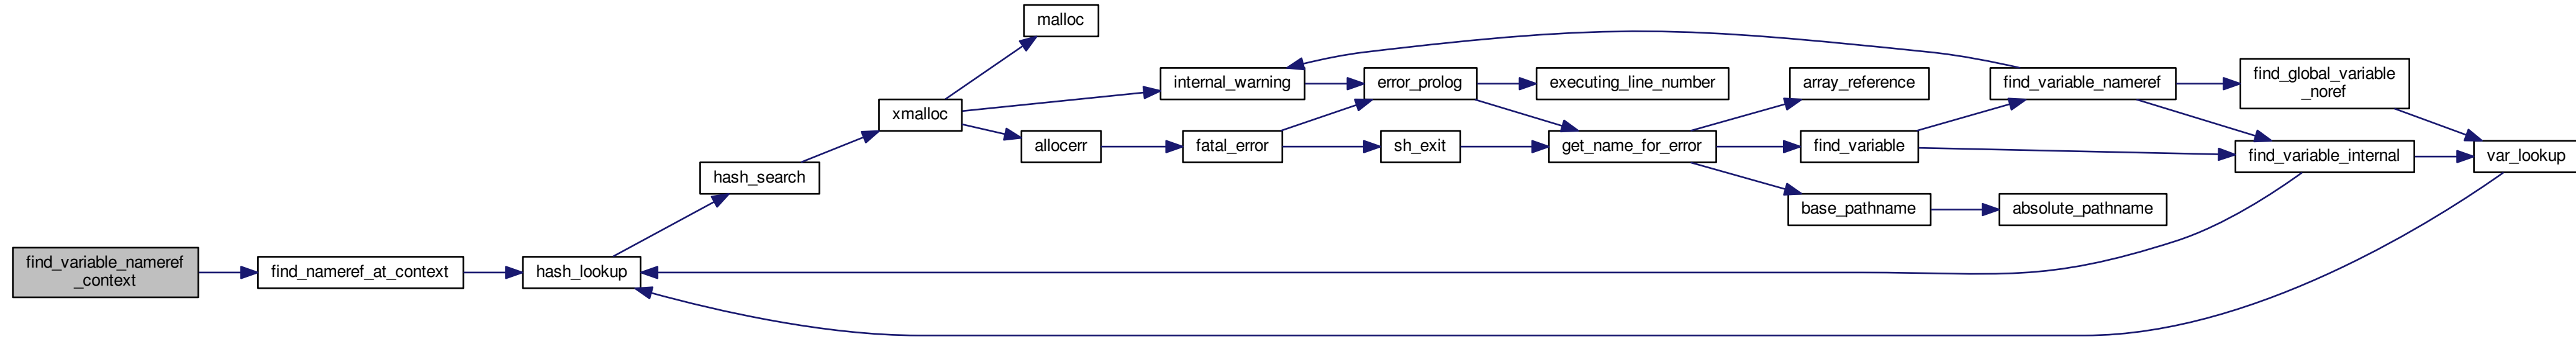 malloc
internal_warning
error_prolog
executing_line_number
array_reference
find_variable_nameref
find_global_variable
_noref
xmalloc
allocerr
fatal_error
sh_exit
get_name_for_error
find_variable
find_variable_internal
var_lookup
hash_search
base_pathname
absolute_pathname
find_variable_nameref
_context
find_nameref_at_context
hash_lookup